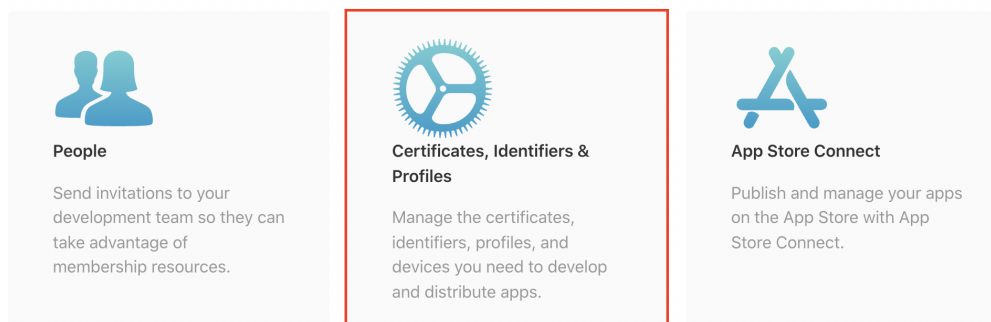 People
Send invitations to your
development team so they can
take advantage of
membership resources.
Certificates, Identifiers &
Profiles
Manage the certificates,
identifiers, profiles, and
devices you need to develop
and distribute apps.
App Store Connect
Publish and manage your apps
on the App Store with App
Store Connect.